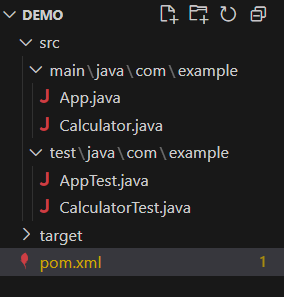 DEMO
src
main\java\com\example
App.java
Calculator.java
test\java\com\example
AppTest.java
CalculatorTest.java
target
pom.xml 1